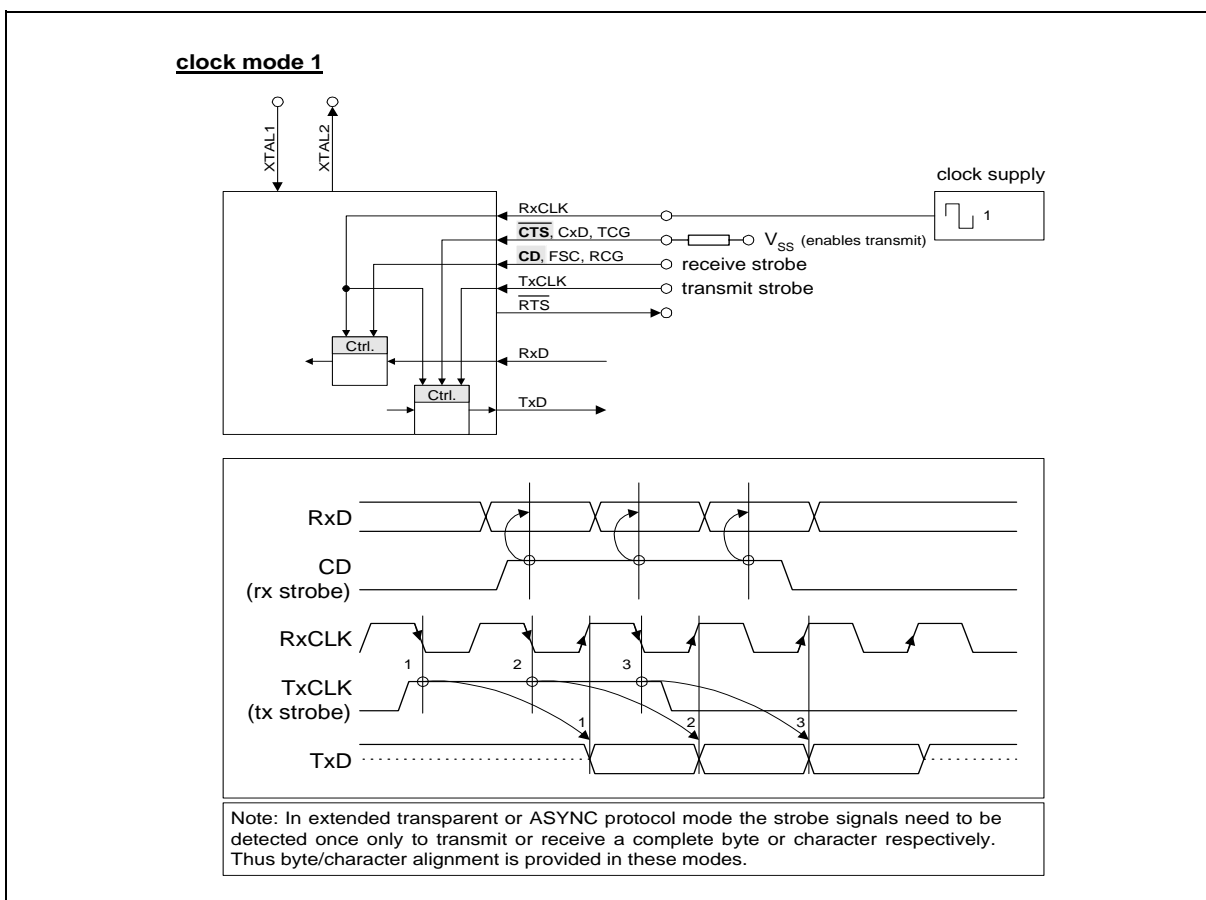 clock mode 1
XTAL1
XTAL2
clock supply
RxCLK
1
CTS, CxD, TCG
VSS (enables transmit)
CD, FSC, RCG
receive strobe
TxCLK
transmit strobe
RTS
Ctrl.
RxD
Ctrl.
TxD
RxD
CD
(rx strobe)
RxCLK
1 2 3
TxCLK
(tx strobe)
1 2 3
TxD
Note: In extended transparent or ASYNC protocol mode the strobe signals need to be
detected once only to transmit or receive a complete byte or character respectively.
Thus byte/character alignment is provided in these modes.